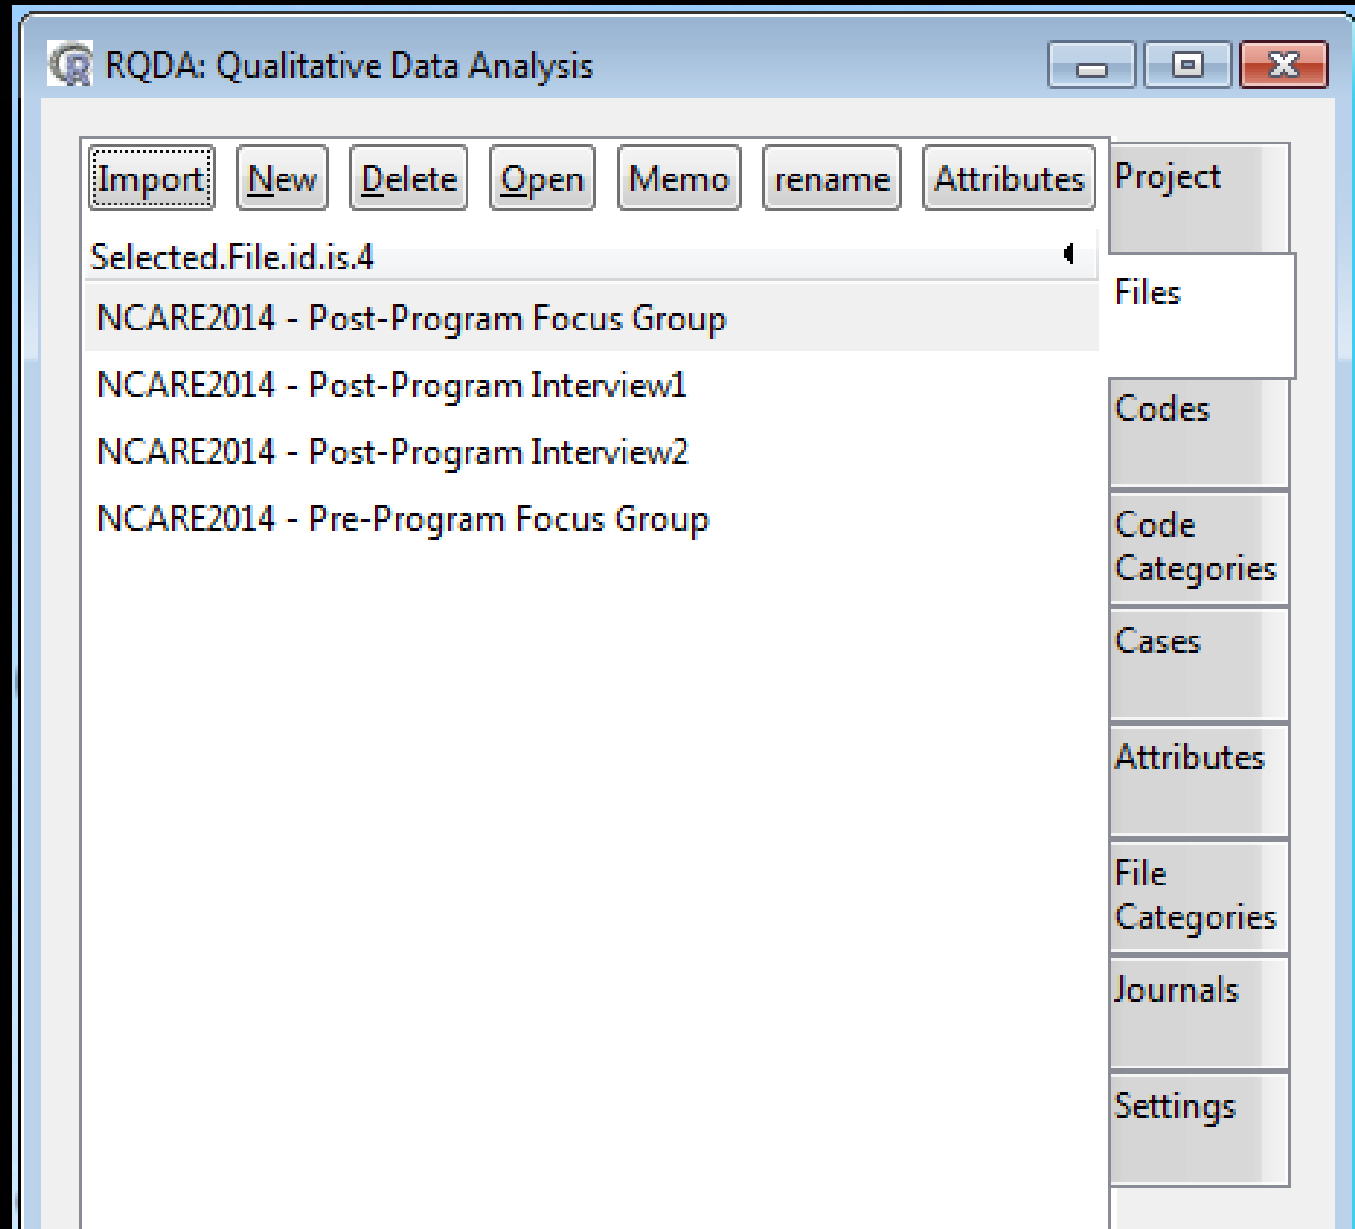 RQDA: Qualitative Data Analysis
Import New Delete Open Memo rename Attributes
Selected.File.id.is.4
NCARE2014 - Post-Program Focus Group
NCARE2014 - Post-Program Interview1
NCARE2014 - Post-Program Interview2
NCARE2014 - Pre-Program Focus Group
Project
Files
Codes
Code
Categories
Cases
Attributes
File
Categories
Journals
Settings